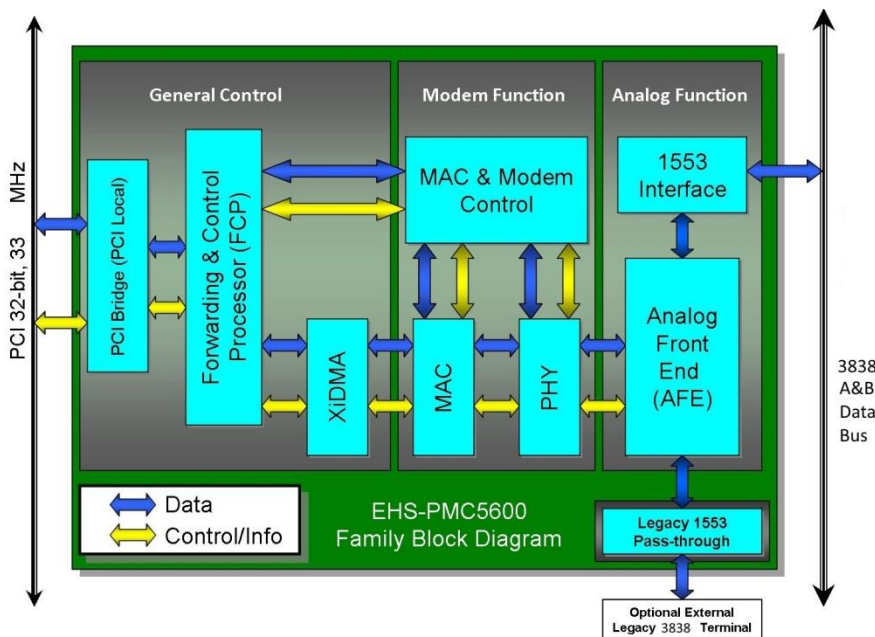 General Control
Modem Function
Analog Function
PCI 32-bit, 33 MHz
PCI Bridge (PCI Local)
Forwarding & Control
Processor (FCP)
XiDMA
MAC & Modem
Control
MAC
PHY
1553
Interface
Analog
Front
End
(AFE)
3838
A&B
Data
Bus
Data
Control/Info
EHS-PMC5600
Family Block Diagram
Legacy 1553
Pass-through
Optional External
Legacy 3838 Terminal